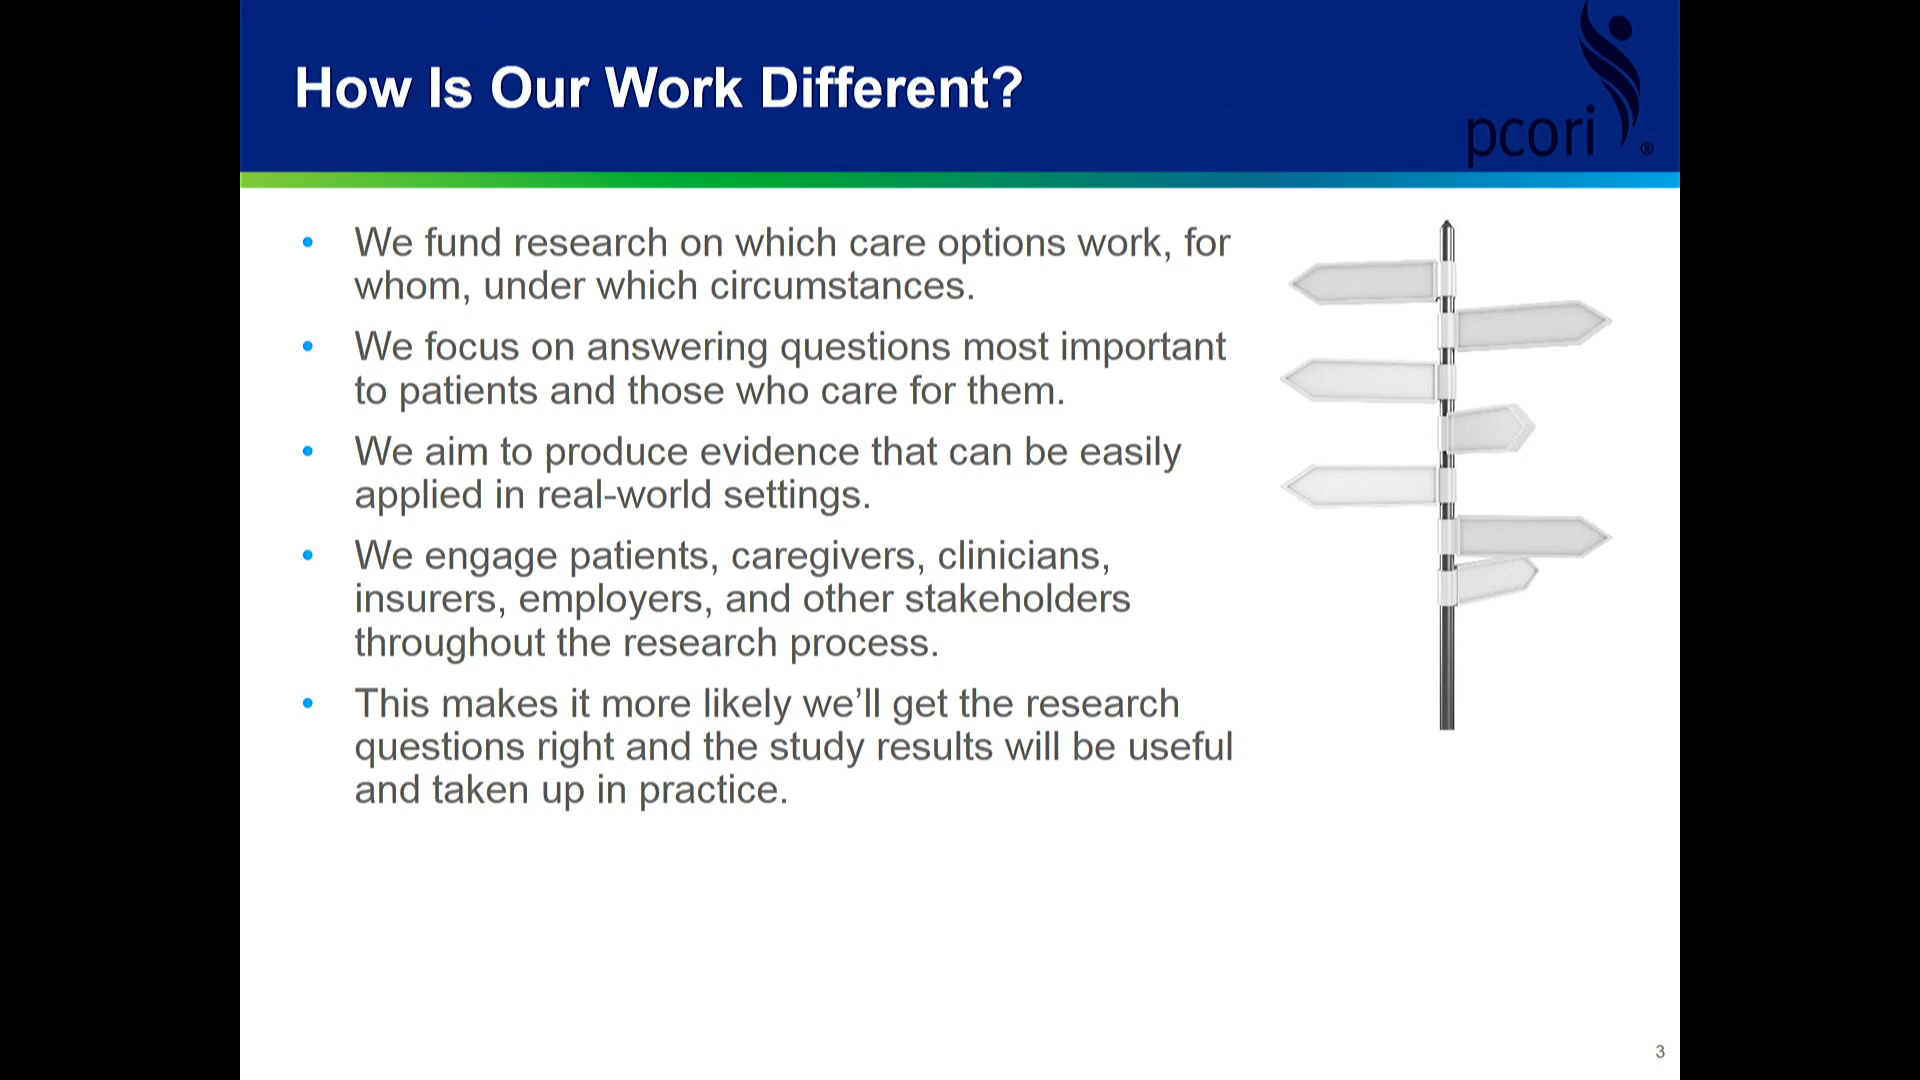 How Is Our Work Different?
pcori
®
• We fund research on which care options work, for
whom, under which circumstances.
• We focus on answering questions most important
to patients and those who care for them.
• We aim to produce evidence that can be easily
applied in real-world settings.
• We engage patients, caregivers, clinicians,
insurers, employers, and other stakeholders
throughout the research process.
• This makes it more likely we’ll get the research
questions right and the study results will be useful
and taken up in practice.
3